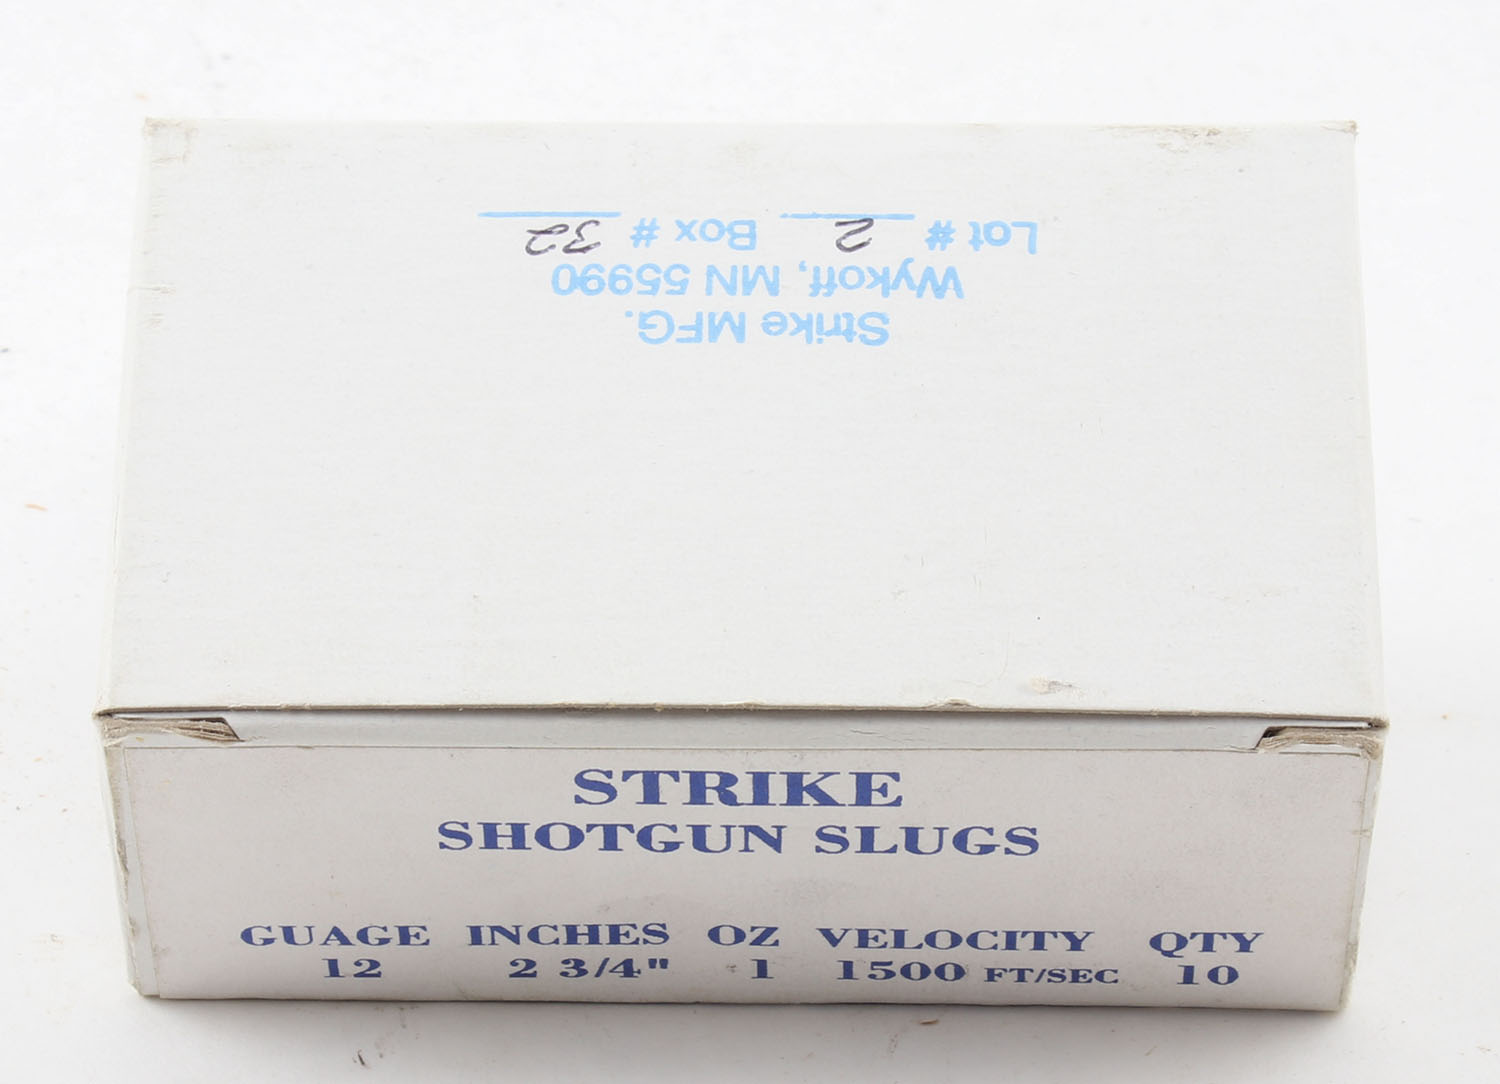 Strike MFG.
Wykoff, MN 55990
Lot # 2 Box # 32
STRIKE
SHOTGUN SLUGS
GUAGE INCHES OZ VELOCITY QTY
12 2 3/4" 1 1500 FT/SEC 10